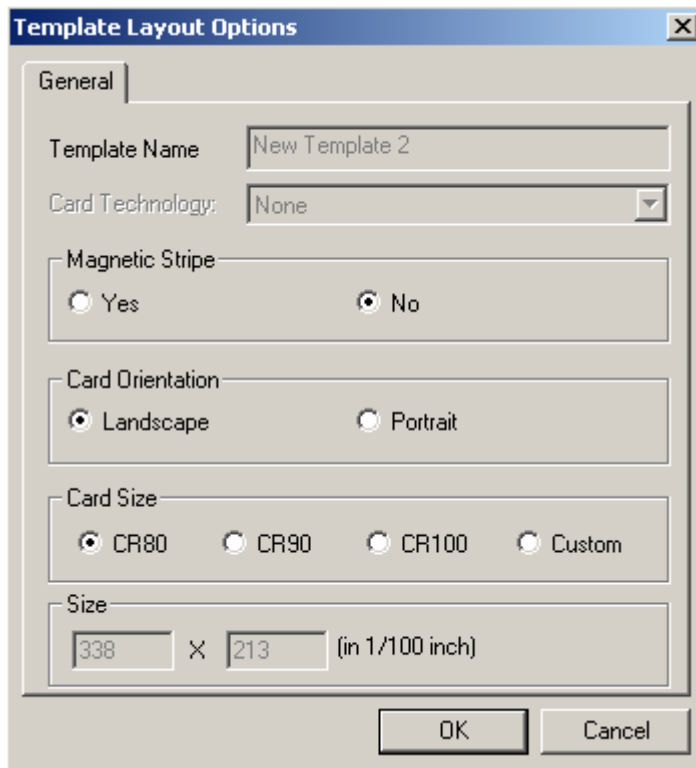 Template Layout Options
General
Template Name New Template 2
Card Technology: None
Magnetic Stripe
Yes No
Card Orientation
Landscape Portrait
Card Size
CR80 CR90 CR100 Custom
Size
338 X 213 (in 1/100 inch)
OK Cancel